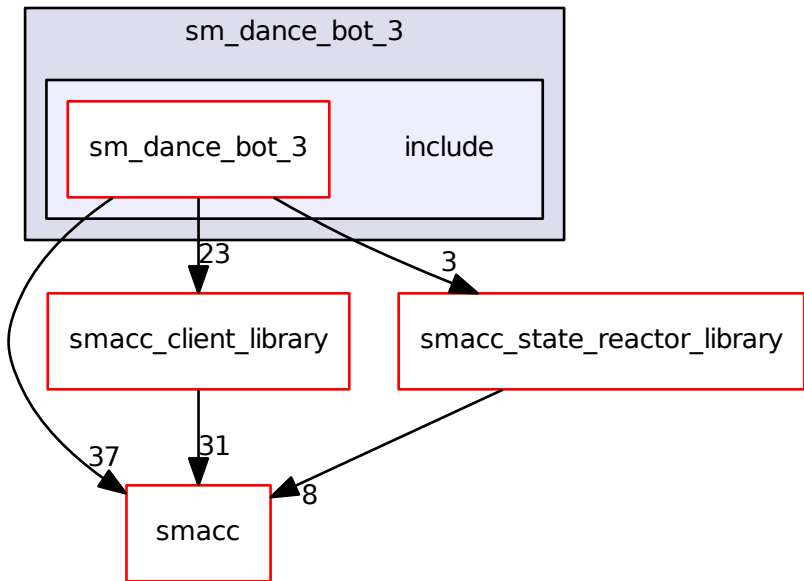 sm_dance_bot_3
sm_dance_bot_3
include
23
3
smacc_client_library
smacc_state_reactor_library
37
31
8
smacc